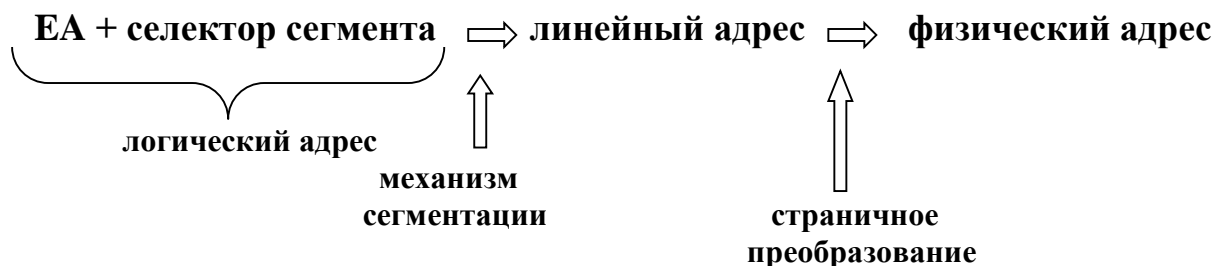 EA + селектор сегмента линейный адрес физический адрес
логический адрес
механизм
сегментации
страничное
преобразование